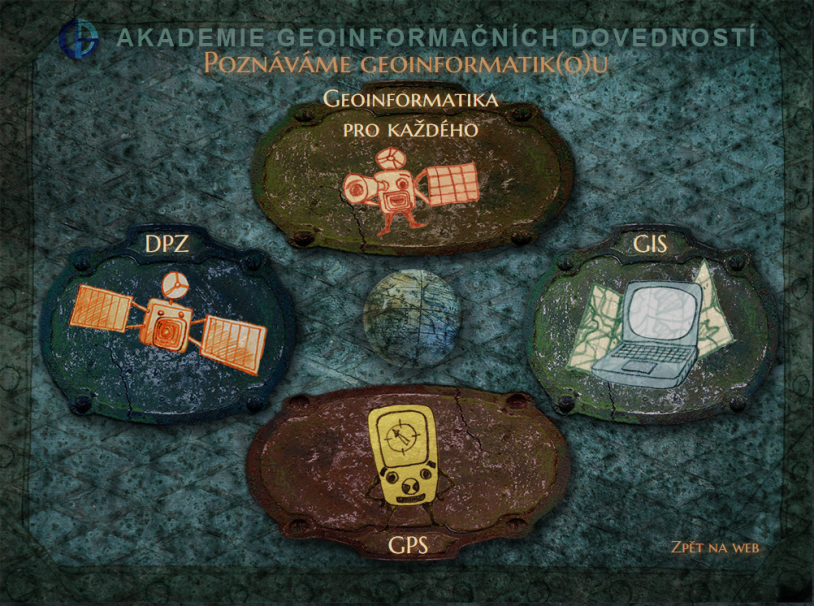 AKADEMIE GEOINFORMAČNÍCH DOVEDNOSTÍ
Poznáváme geoinformatik(o)u
Geoinformatika
pro každého
DPZ
GIS
GPS
Zpět na web